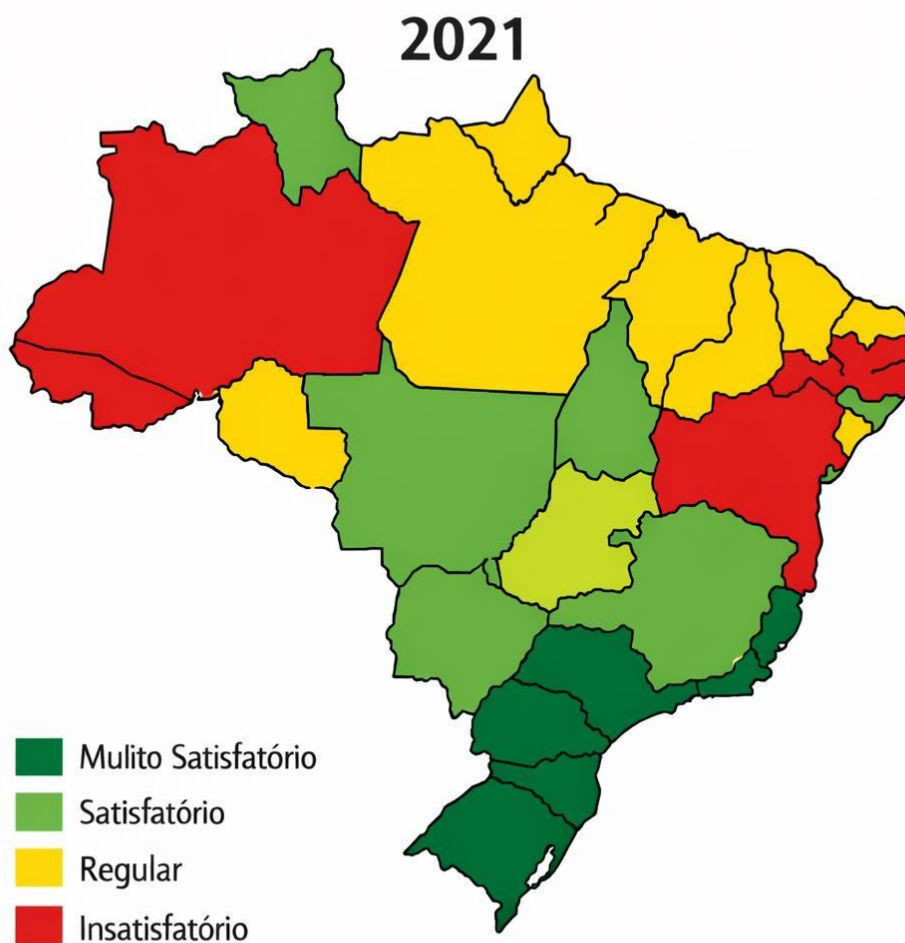 2021
Mulito Satisfatório
Satisfatório
Regular
Insatisfatório